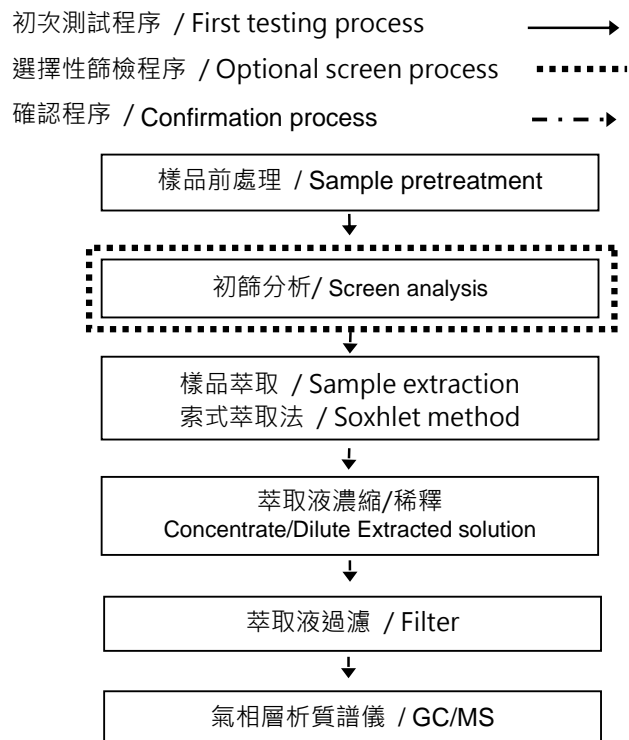 初次測試程序 / First testing process
選擇性篩檢程序 / Optional screen process
確認程序 / Confirmation process
樣品前處理 / Sample pretreatment
初篩分析/ Screen analysis
樣品萃取 / Sample extraction
索式萃取法 / Soxhlet method
萃取液濃縮/稀釋
Concentrate/Dilute Extracted solution
萃取液過濾 / Filter
氣相層析質譜儀 / GC/MS